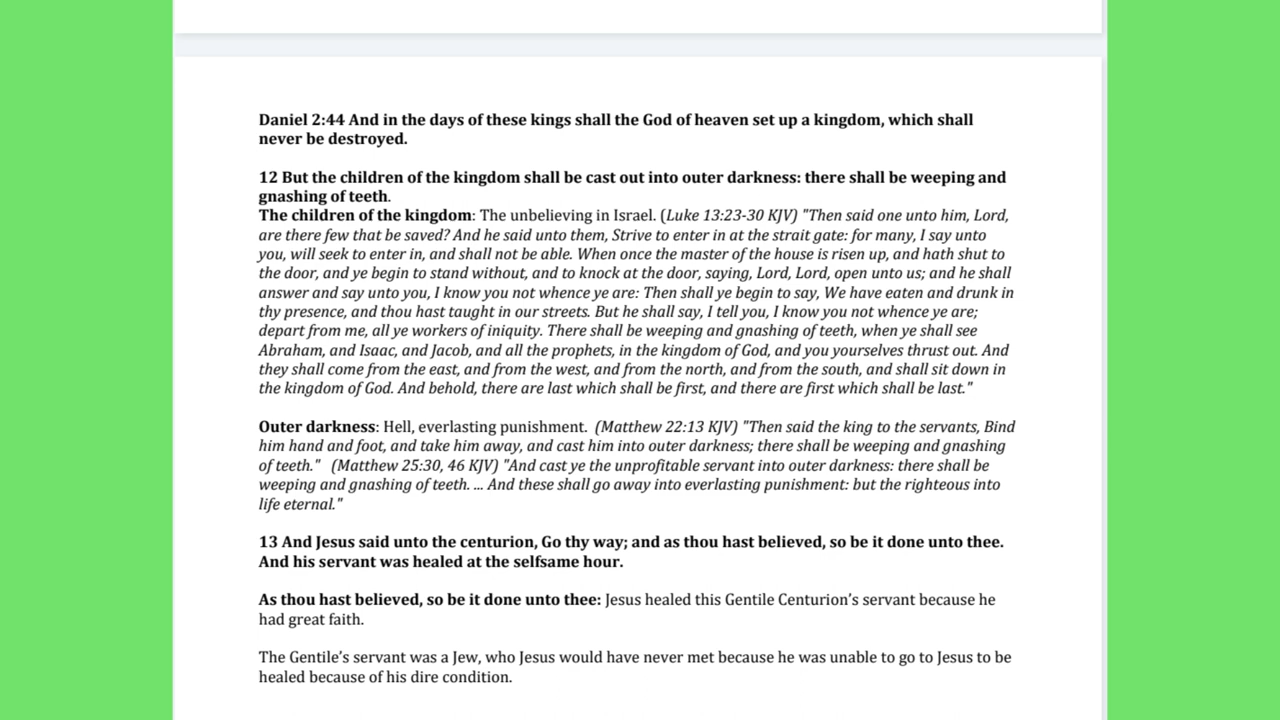 Daniel 2:44 And in the days of these kings shall the God of heaven set up a kingdom, which shall
never be destroyed.
12 But the children of the kingdom shall be cast out into outer darkness: there shall be weeping and
gnashing of teeth.
The children of the kingdom: The unbelieving in Israel. (Luke 13:23-30 KJV) "Then said one unto him, Lord,
are there few that be saved? And he said unto them, Strive to enter in at the strait gate: for many, I say unto
you, will seek to enter in, and shall not be able. When once the master of the house is risen up, and hath shut to
the door, and ye begin to stand without, and to knock at the door, saying, Lord, Lord, open unto us; and he shall
answer and say unto you, I know you not whence ye are: Then shall ye begin to say, We have eaten and drunk in
thy presence, and thou hast taught in our streets. But he shall say, I tell you, I know you not whence ye are;
depart from me, all ye workers of iniquity. There shall be weeping and gnashing of teeth, when ye shall see
Abraham, and Isaac, and Jacob, and all the prophets, in the kingdom of God, and you yourselves thrust out. And
they shall come from the east, and from the west, and from the north, and from the south, and shall sit down in
the kingdom of God. And behold, there are last which shall be first, and there are first which shall be last."
Outer darkness: Hell, everlasting punishment. (Matthew 22:13 KJV) "Then said the king to the servants, Bind
him hand and foot, and take him away, and cast him into outer darkness; there shall be weeping and gnashing
of teeth." (Matthew 25:30, 46 KJV) "And cast ye the unprofitable servant into outer darkness: there shall be
weeping and gnashing of teeth. ... And these shall go away into everlasting punishment: but the righteous into
life eternal."
13 And Jesus said unto the centurion, Go thy way; and as thou hast believed, so be it done unto thee.
And his servant was healed at the selfsame hour.
As thou hast believed, so be it done unto thee: Jesus healed this Gentile Centurion's servant because he
had great faith.
The Gentile's servant was a Jew, who Jesus would have never met because he was unable to go to Jesus to be
healed because of his dire condition.